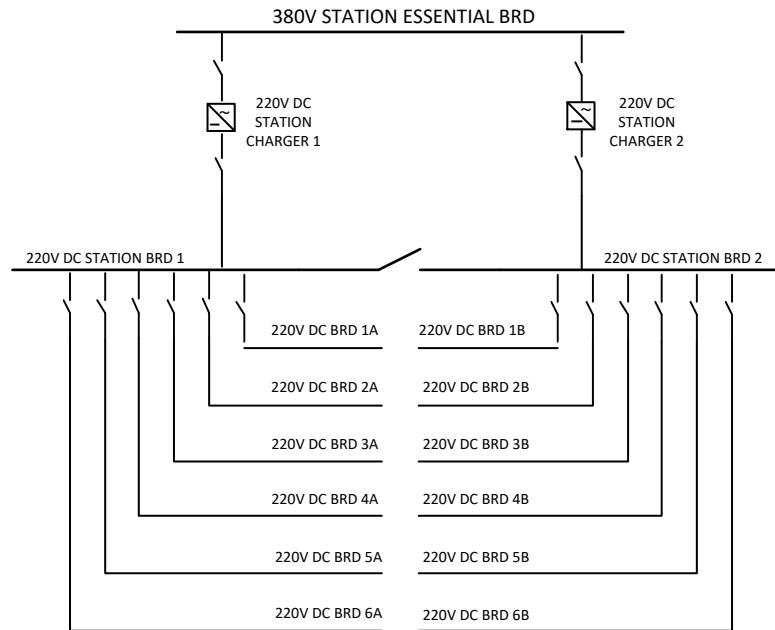 380V STATION ESSENTIAL BRD
220V DC
STATION
CHARGER 1
220V DC
STATION
CHARGER 2
220V DC STATION BRD 1
220V DC STATION BRD 2
220V DC BRD 1A
220V DC BRD 1B
220V DC BRD 2A
220V DC BRD 2B
220V DC BRD 3A
220V DC BRD 3B
220V DC BRD 4A
220V DC BRD 4B
220V DC BRD 5A
220V DC BRD 5B
220V DC BRD 6A
220V DC BRD 6B